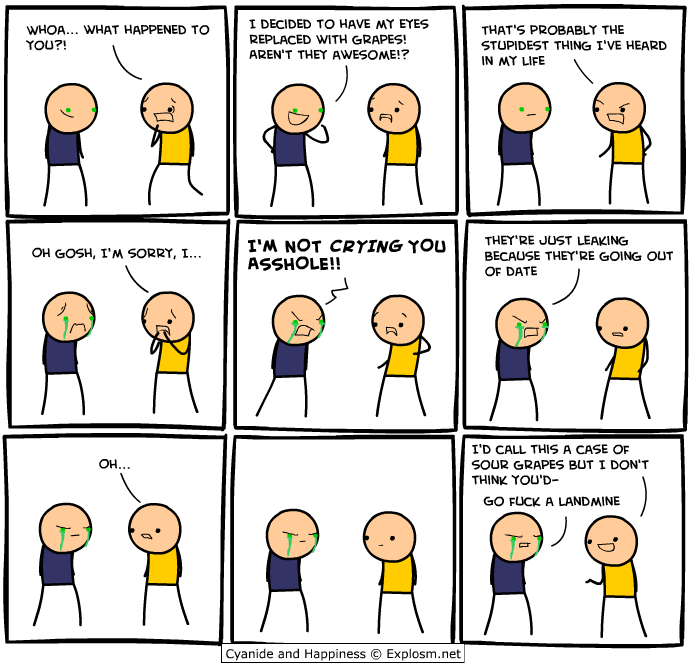 WHOA... WHAT HAPPENED TO
YOU?!
I DECIDED TO HAVE MY EYES
REPLACED WITH GRAPES!
AREN'T THEY AWESOME!?
THAT'S PROBABLY THE
STUPIDEST THING I'VE HEARD
IN MY LIFE
OH GOSH, I'M SORRY, I...
I'M NOT CRYING YOU
ASSHOLE!!
THEY'RE JUST LEAKING
BECAUSE THEY'RE GOING OUT
OF DATE
OH...
I'D CALL THIS A CASE OF
SOUR GRAPES BUT I DON'T
THINK YOU'D-
GO FUCK A LANDMINE
Cyanide and Happiness © Explosm.net